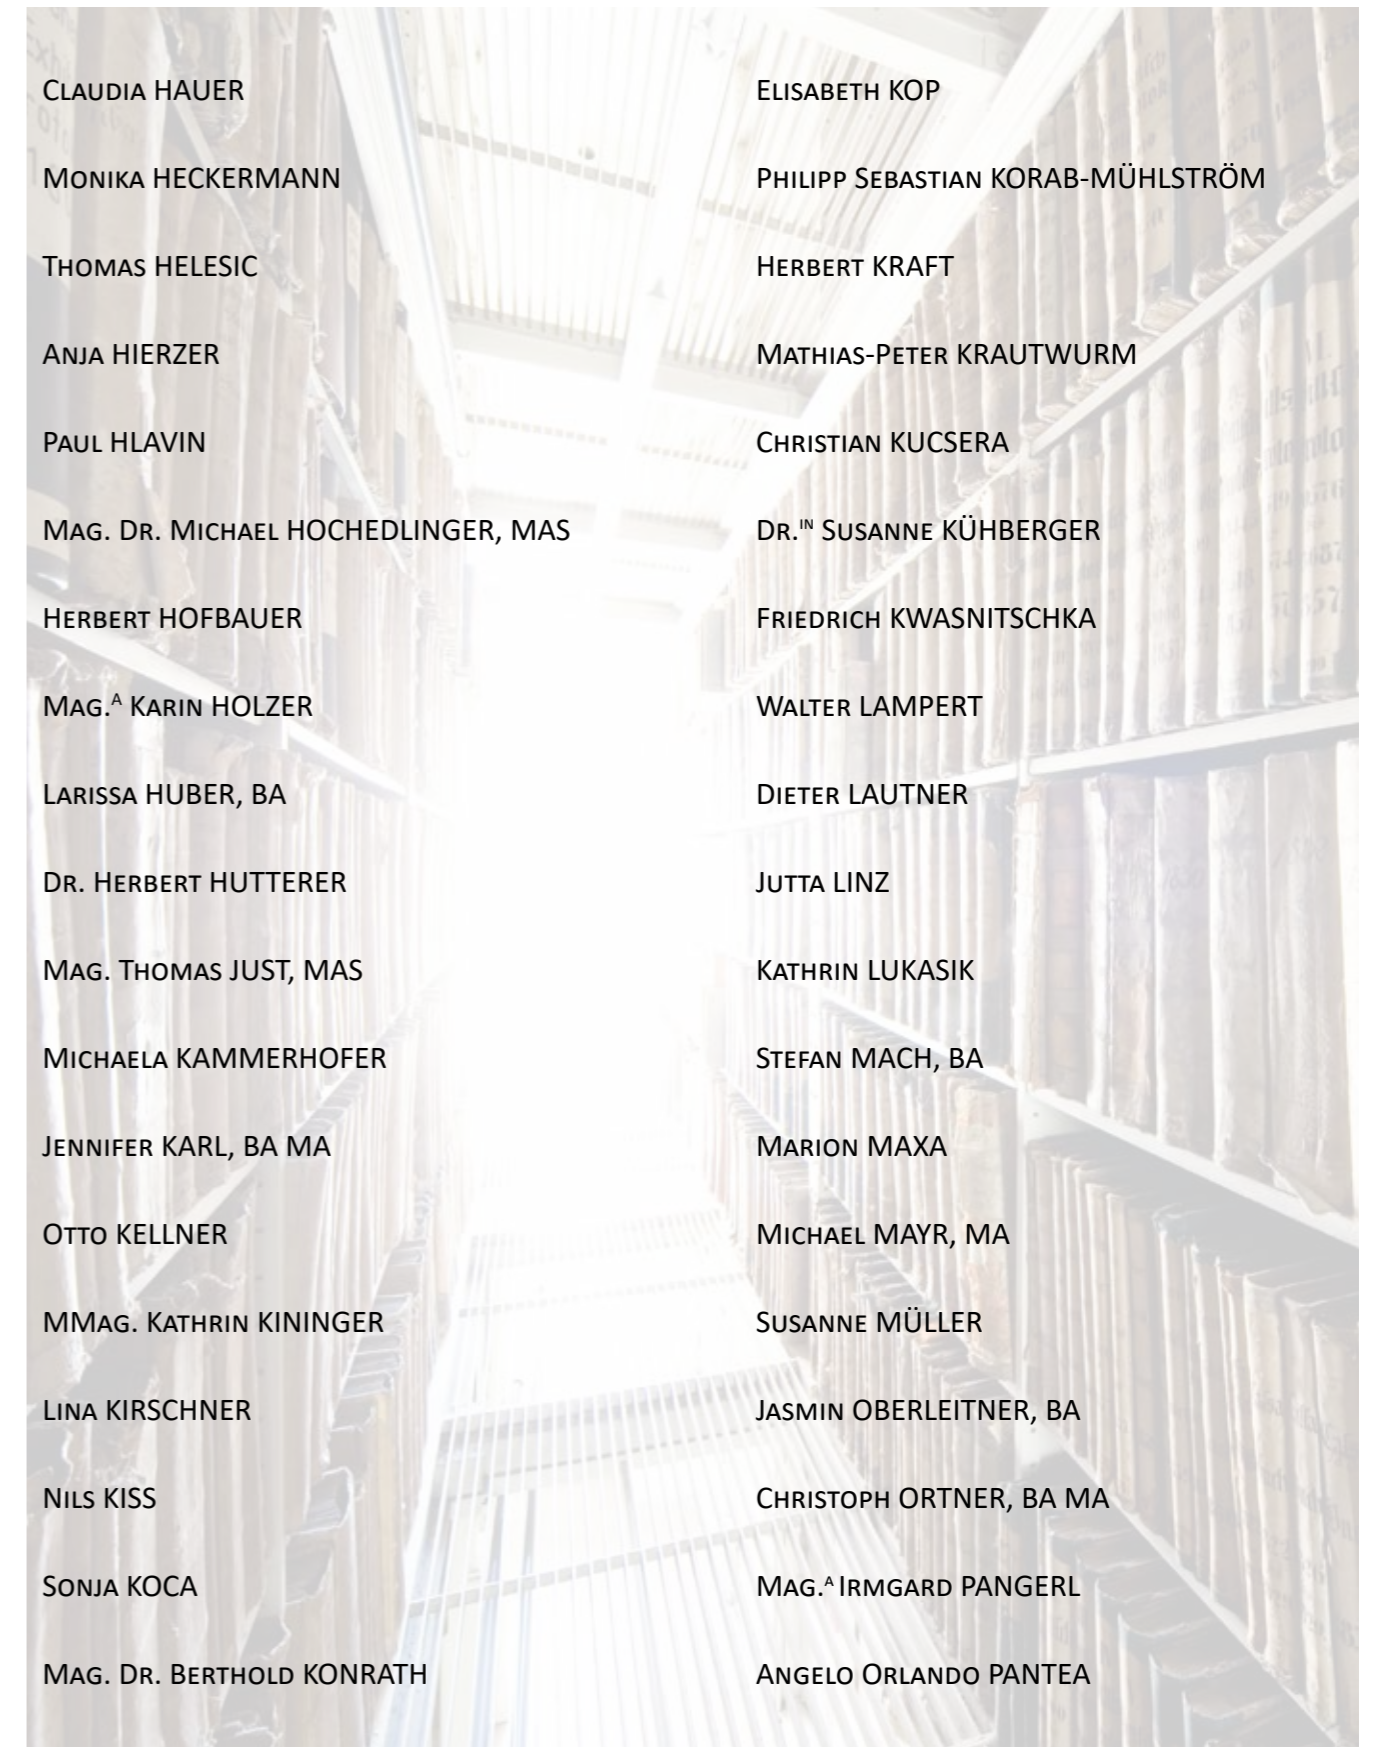 Claudia HAUER
Monika HECKERMANN
Thomas HELESIC
Anja HIERZER
Paul HLAVIN
Mag. Dr. Michael HOCHEDLINGER, MAS
Herbert HOFBAUER
Mag.ᴬ Karin HOLZER
Larissa HUBER, BA
Dr. Herbert HUTTERER
Mag. Thomas JUST, MAS
Michaela KAMMERHOFER
Jennifer KARL, BA MA
Otto KELLNER
MMag. Kathrin KININGER
Lina KIRSCHNER
Nils KISS
Sonja KOCA
Mag. Dr. Berthold KONRATH
Elisabeth KOP
Philipp Sebastian KORAB-MÜHLSTRÖM
Herbert KRAFT
Mathias-Peter KRAUTWURM
Christian KUCSERA
Dr.ᴵᴺ Susanne KÜHBERGER
Friedrich KWASNITSCHKA
Walter LAMPERT
Dieter LAUTNER
Jutta LINZ
Kathrin LUKASIK
Stefan MACH, BA
Marion MAXA
Michael MAYR, MA
Susanne MÜLLER
Jasmin OBERLEITNER, BA
Christoph ORTNER, BA MA
Mag.ᴬ Irmgard PANGERL
Angelo Orlando PANTEA